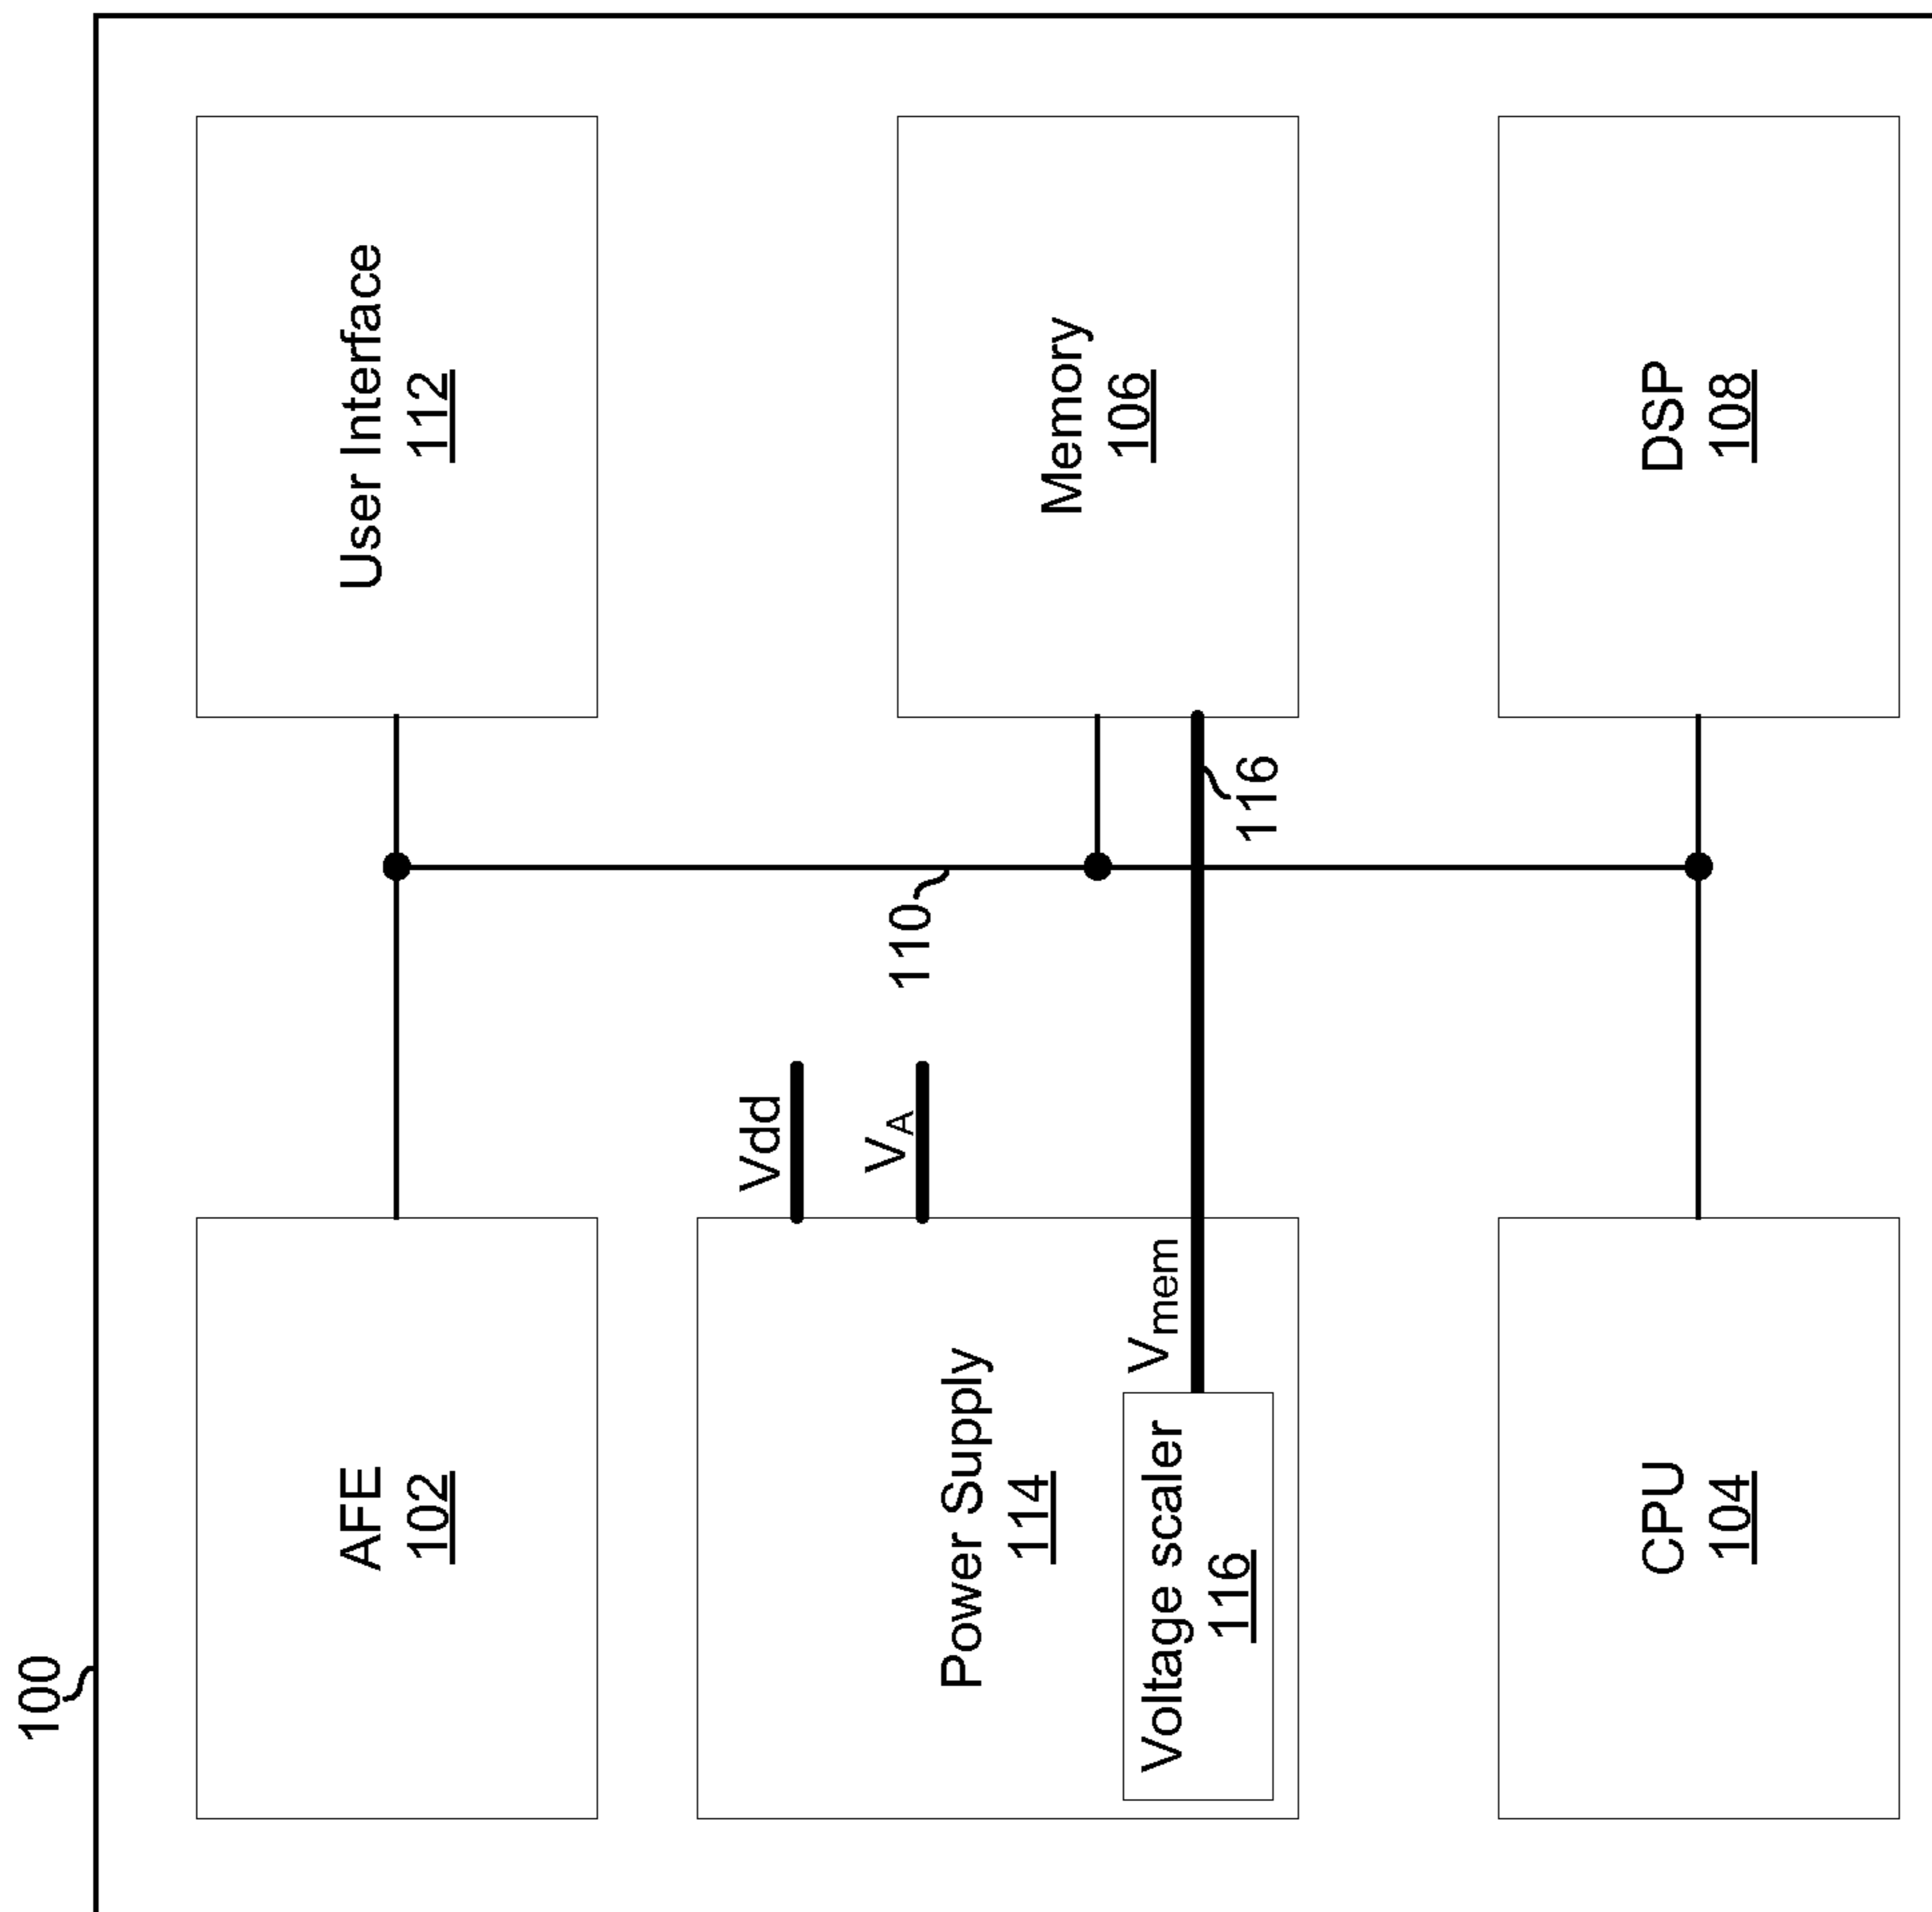 100
AFE
102
User Interface
112
Vdd
VA
110
Power Supply
114
Memory
106
Vmem
Voltage scaler
116
116
CPU
104
DSP
108